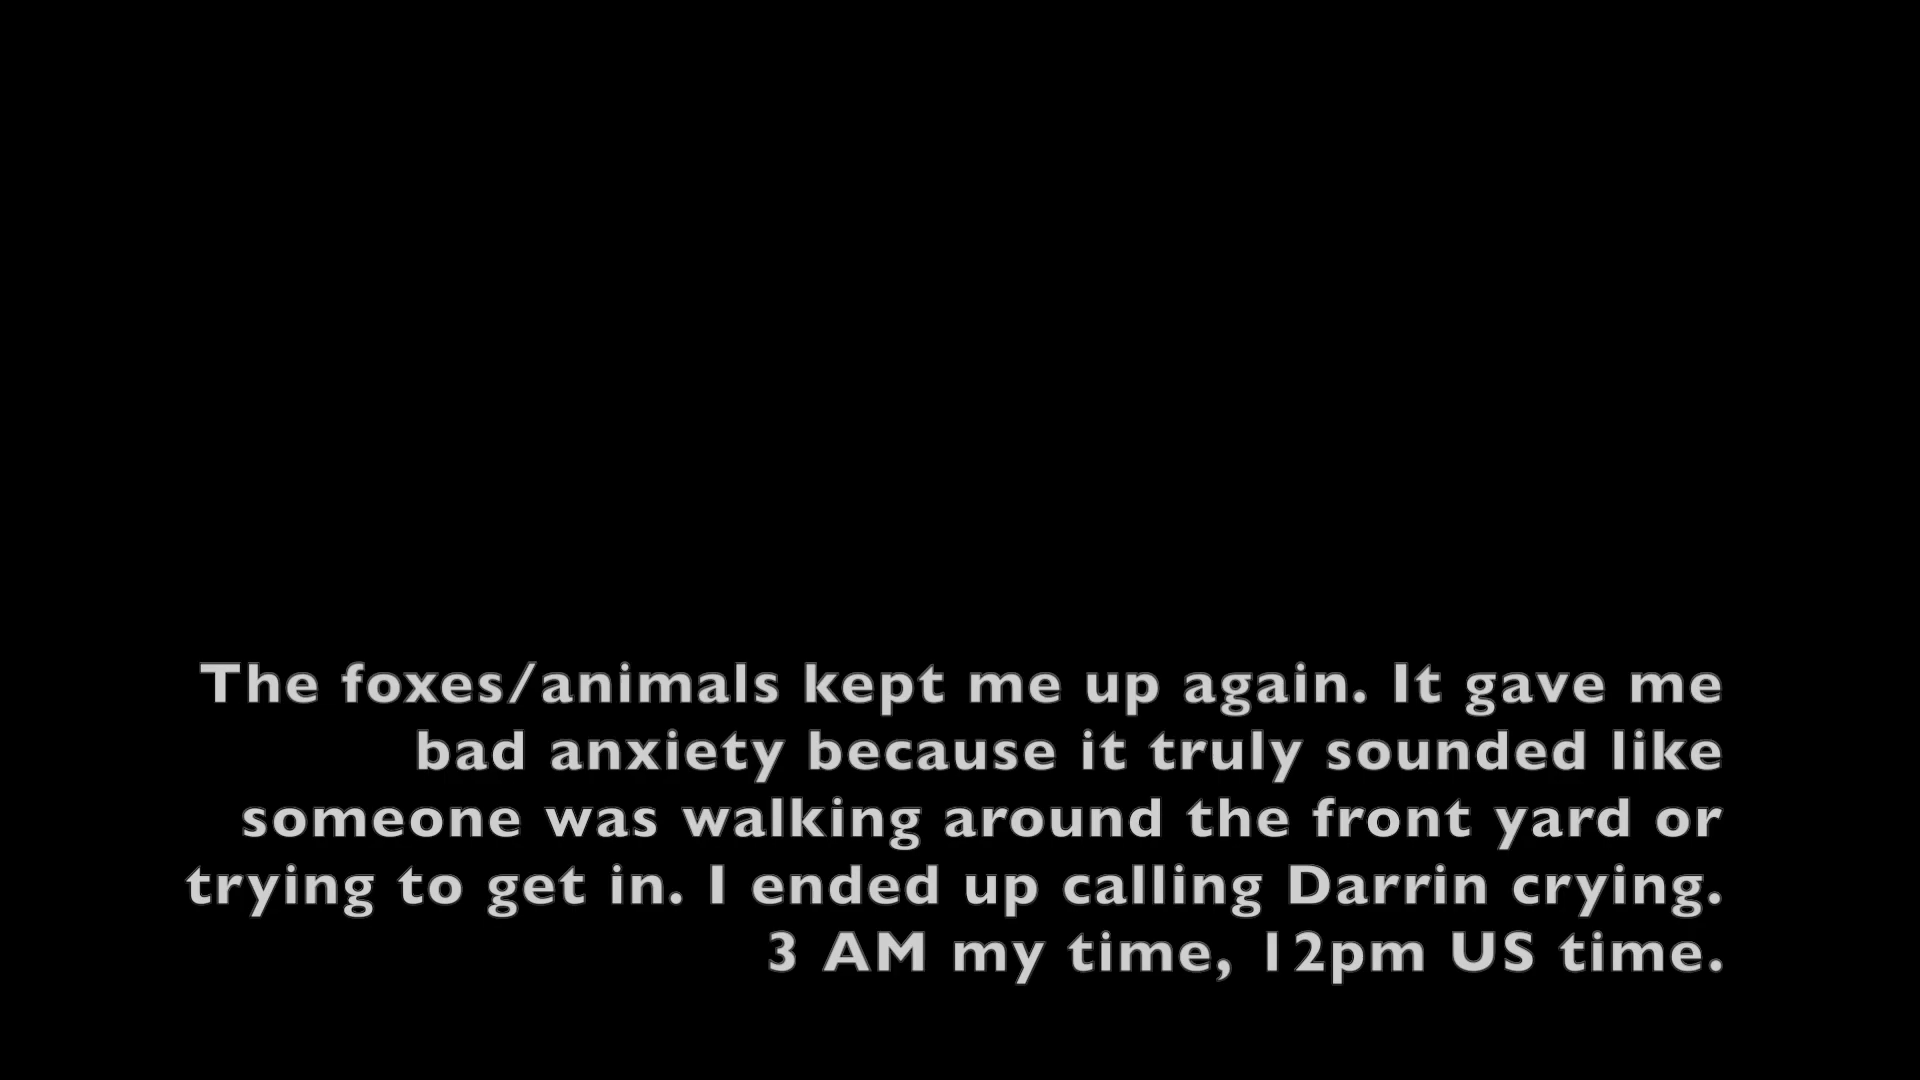 The foxes/animals kept me up again. It gave me
bad anxiety because it truly sounded like
someone was walking around the front yard or
trying to get in. I ended up calling Darrin crying.
3 AM my time, 12pm US time.